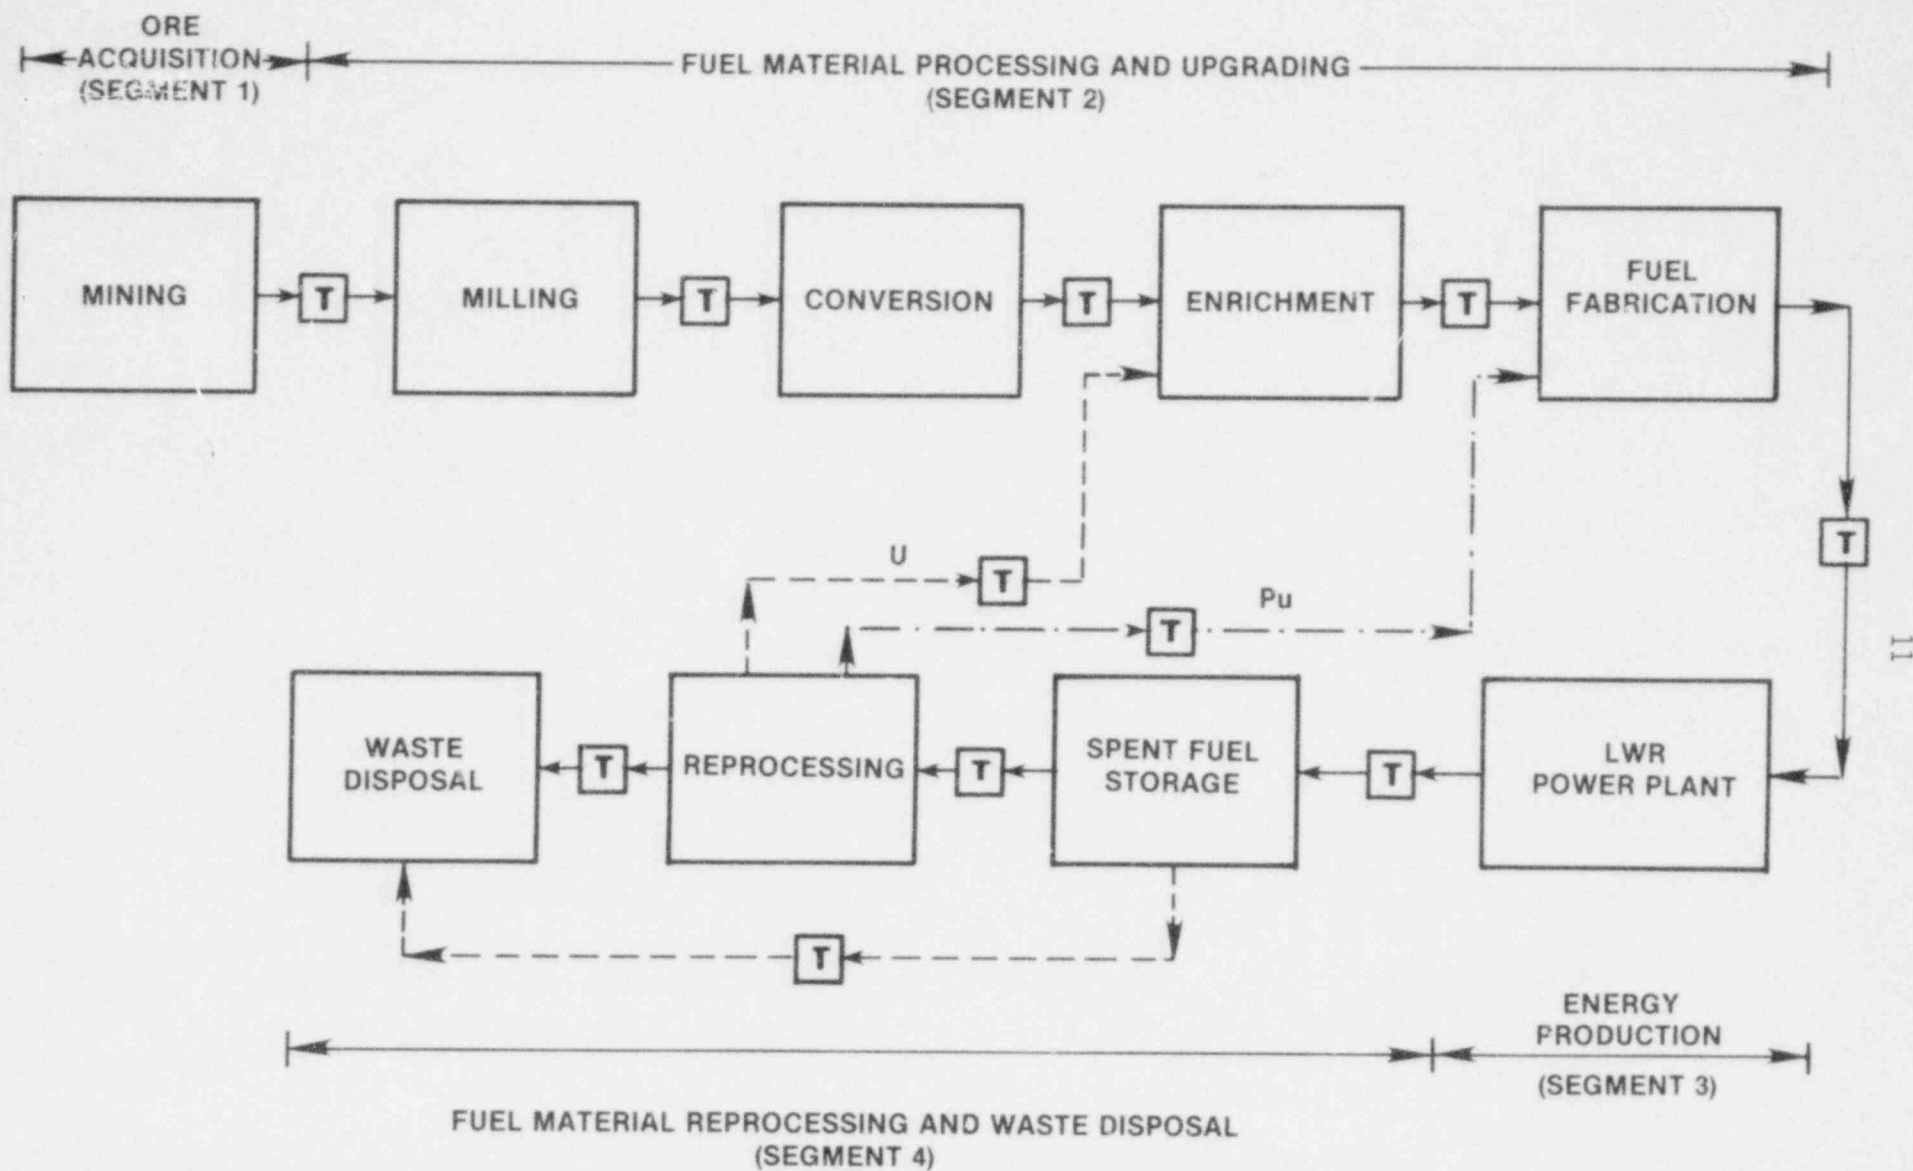 ORE
ACQUISITION
(SEGMENT 1)
FUEL MATERIAL PROCESSING AND UPGRADING
(SEGMENT 2)
MINING
T
MILLING
T
CONVERSION
T
ENRICHMENT
T
FUEL
FABRICATION
T
U
T
Pu
T
11
WASTE
DISPOSAL
T
REPROCESSING
T
SPENT FUEL
STORAGE
T
LWR
POWER PLANT
T
ENERGY
PRODUCTION
(SEGMENT 3)
FUEL MATERIAL REPROCESSING AND WASTE DISPOSAL
(SEGMENT 4)